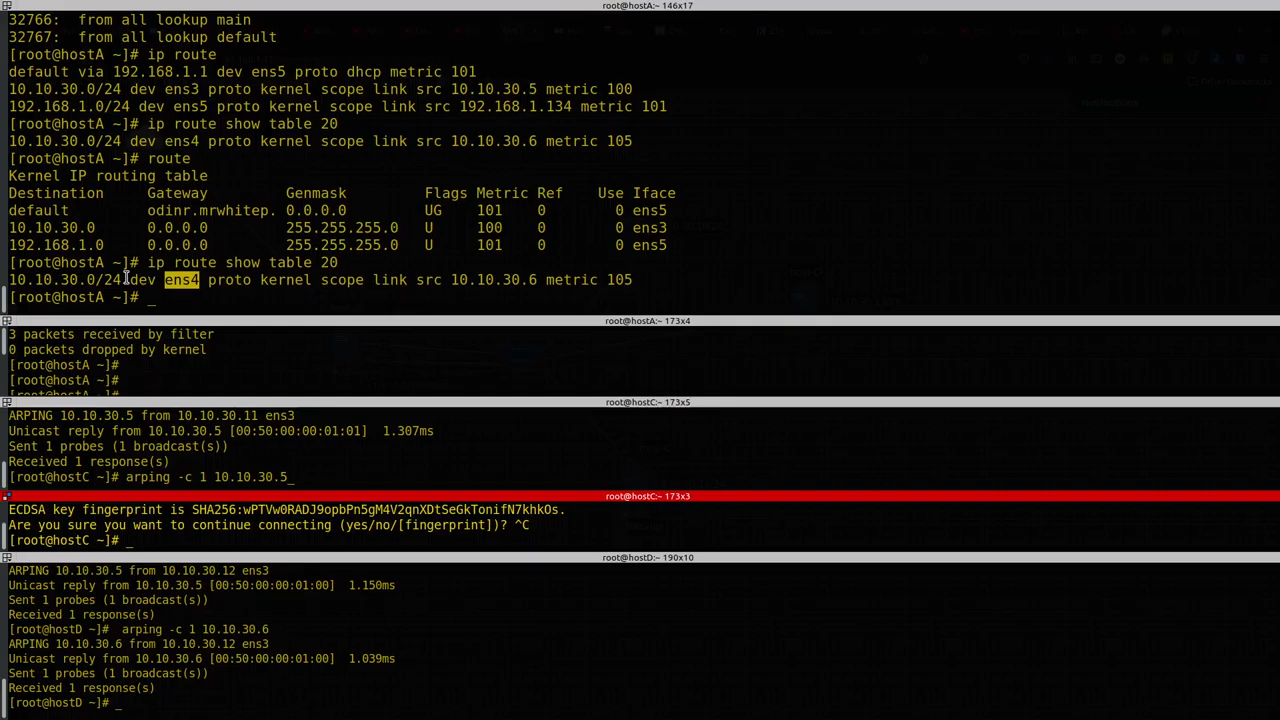 root@hostA:~ 146x17
32766:  from all lookup main
32767:  from all lookup default
[root@hostA ~]# ip route
default via 192.168.1.1 dev ens5 proto dhcp metric 101
10.10.30.0/24 dev ens3 proto kernel scope link src 10.10.30.5 metric 100
192.168.1.0/24 dev ens5 proto kernel scope link src 192.168.1.134 metric 101
[root@hostA ~]# ip route show table 20
10.10.30.0/24 dev ens4 proto kernel scope link src 10.10.30.6 metric 105
[root@hostA ~]# route
Kernel IP routing table
Destination     Gateway         Genmask         Flags Metric Ref    Use Iface
default         odinr.mrwhitep. 0.0.0.0         UG    101    0        0 ens5
10.10.30.0      0.0.0.0         255.255.255.0   U     100    0        0 ens3
192.168.1.0     0.0.0.0         255.255.255.0   U     101    0        0 ens5
[root@hostA ~]# ip route show table 20
10.10.30.0/24 dev ens4 proto kernel scope link src 10.10.30.6 metric 105
[root@hostA ~]# _
root@hostA:~ 173x4
3 packets received by filter
0 packets dropped by kernel
[root@hostA ~]#
[root@hostA ~]#
[root@hostA ~]#
root@hostC:~ 173x5
ARPING 10.10.30.5 from 10.10.30.11 ens3
Unicast reply from 10.10.30.5 [00:50:00:00:01:01]  1.307ms
Sent 1 probes (1 broadcast(s))
Received 1 response(s)
[root@hostC ~]# arping -c 1 10.10.30.5_
root@hostC:~ 173x3
ECDSA key fingerprint is SHA256:wPTVw0RADJ9opbPn5gM4V2qnXDtSeGkTonifN7khkOs.
Are you sure you want to continue connecting (yes/no/[fingerprint])? ^C
[root@hostC ~]# _
root@hostD:~ 190x10
ARPING 10.10.30.5 from 10.10.30.12 ens3
Unicast reply from 10.10.30.5 [00:50:00:00:01:00]  1.150ms
Sent 1 probes (1 broadcast(s))
Received 1 response(s)
[root@hostD ~]#  arping -c 1 10.10.30.6
ARPING 10.10.30.6 from 10.10.30.12 ens3
Unicast reply from 10.10.30.6 [00:50:00:00:01:00]  1.039ms
Sent 1 probes (1 broadcast(s))
Received 1 response(s)
[root@hostD ~]# _